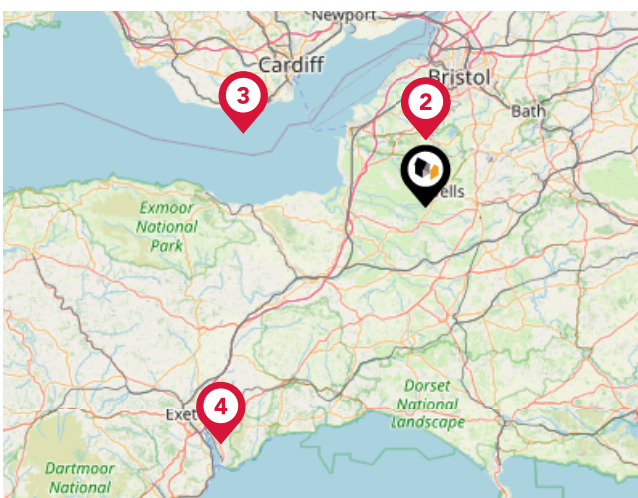 Newport
Cardiff
Bristol
3
2
Bath
ells
Exmoor
National
Park
Dorset
National
Landscape
4
Exet
Dartmoor
National